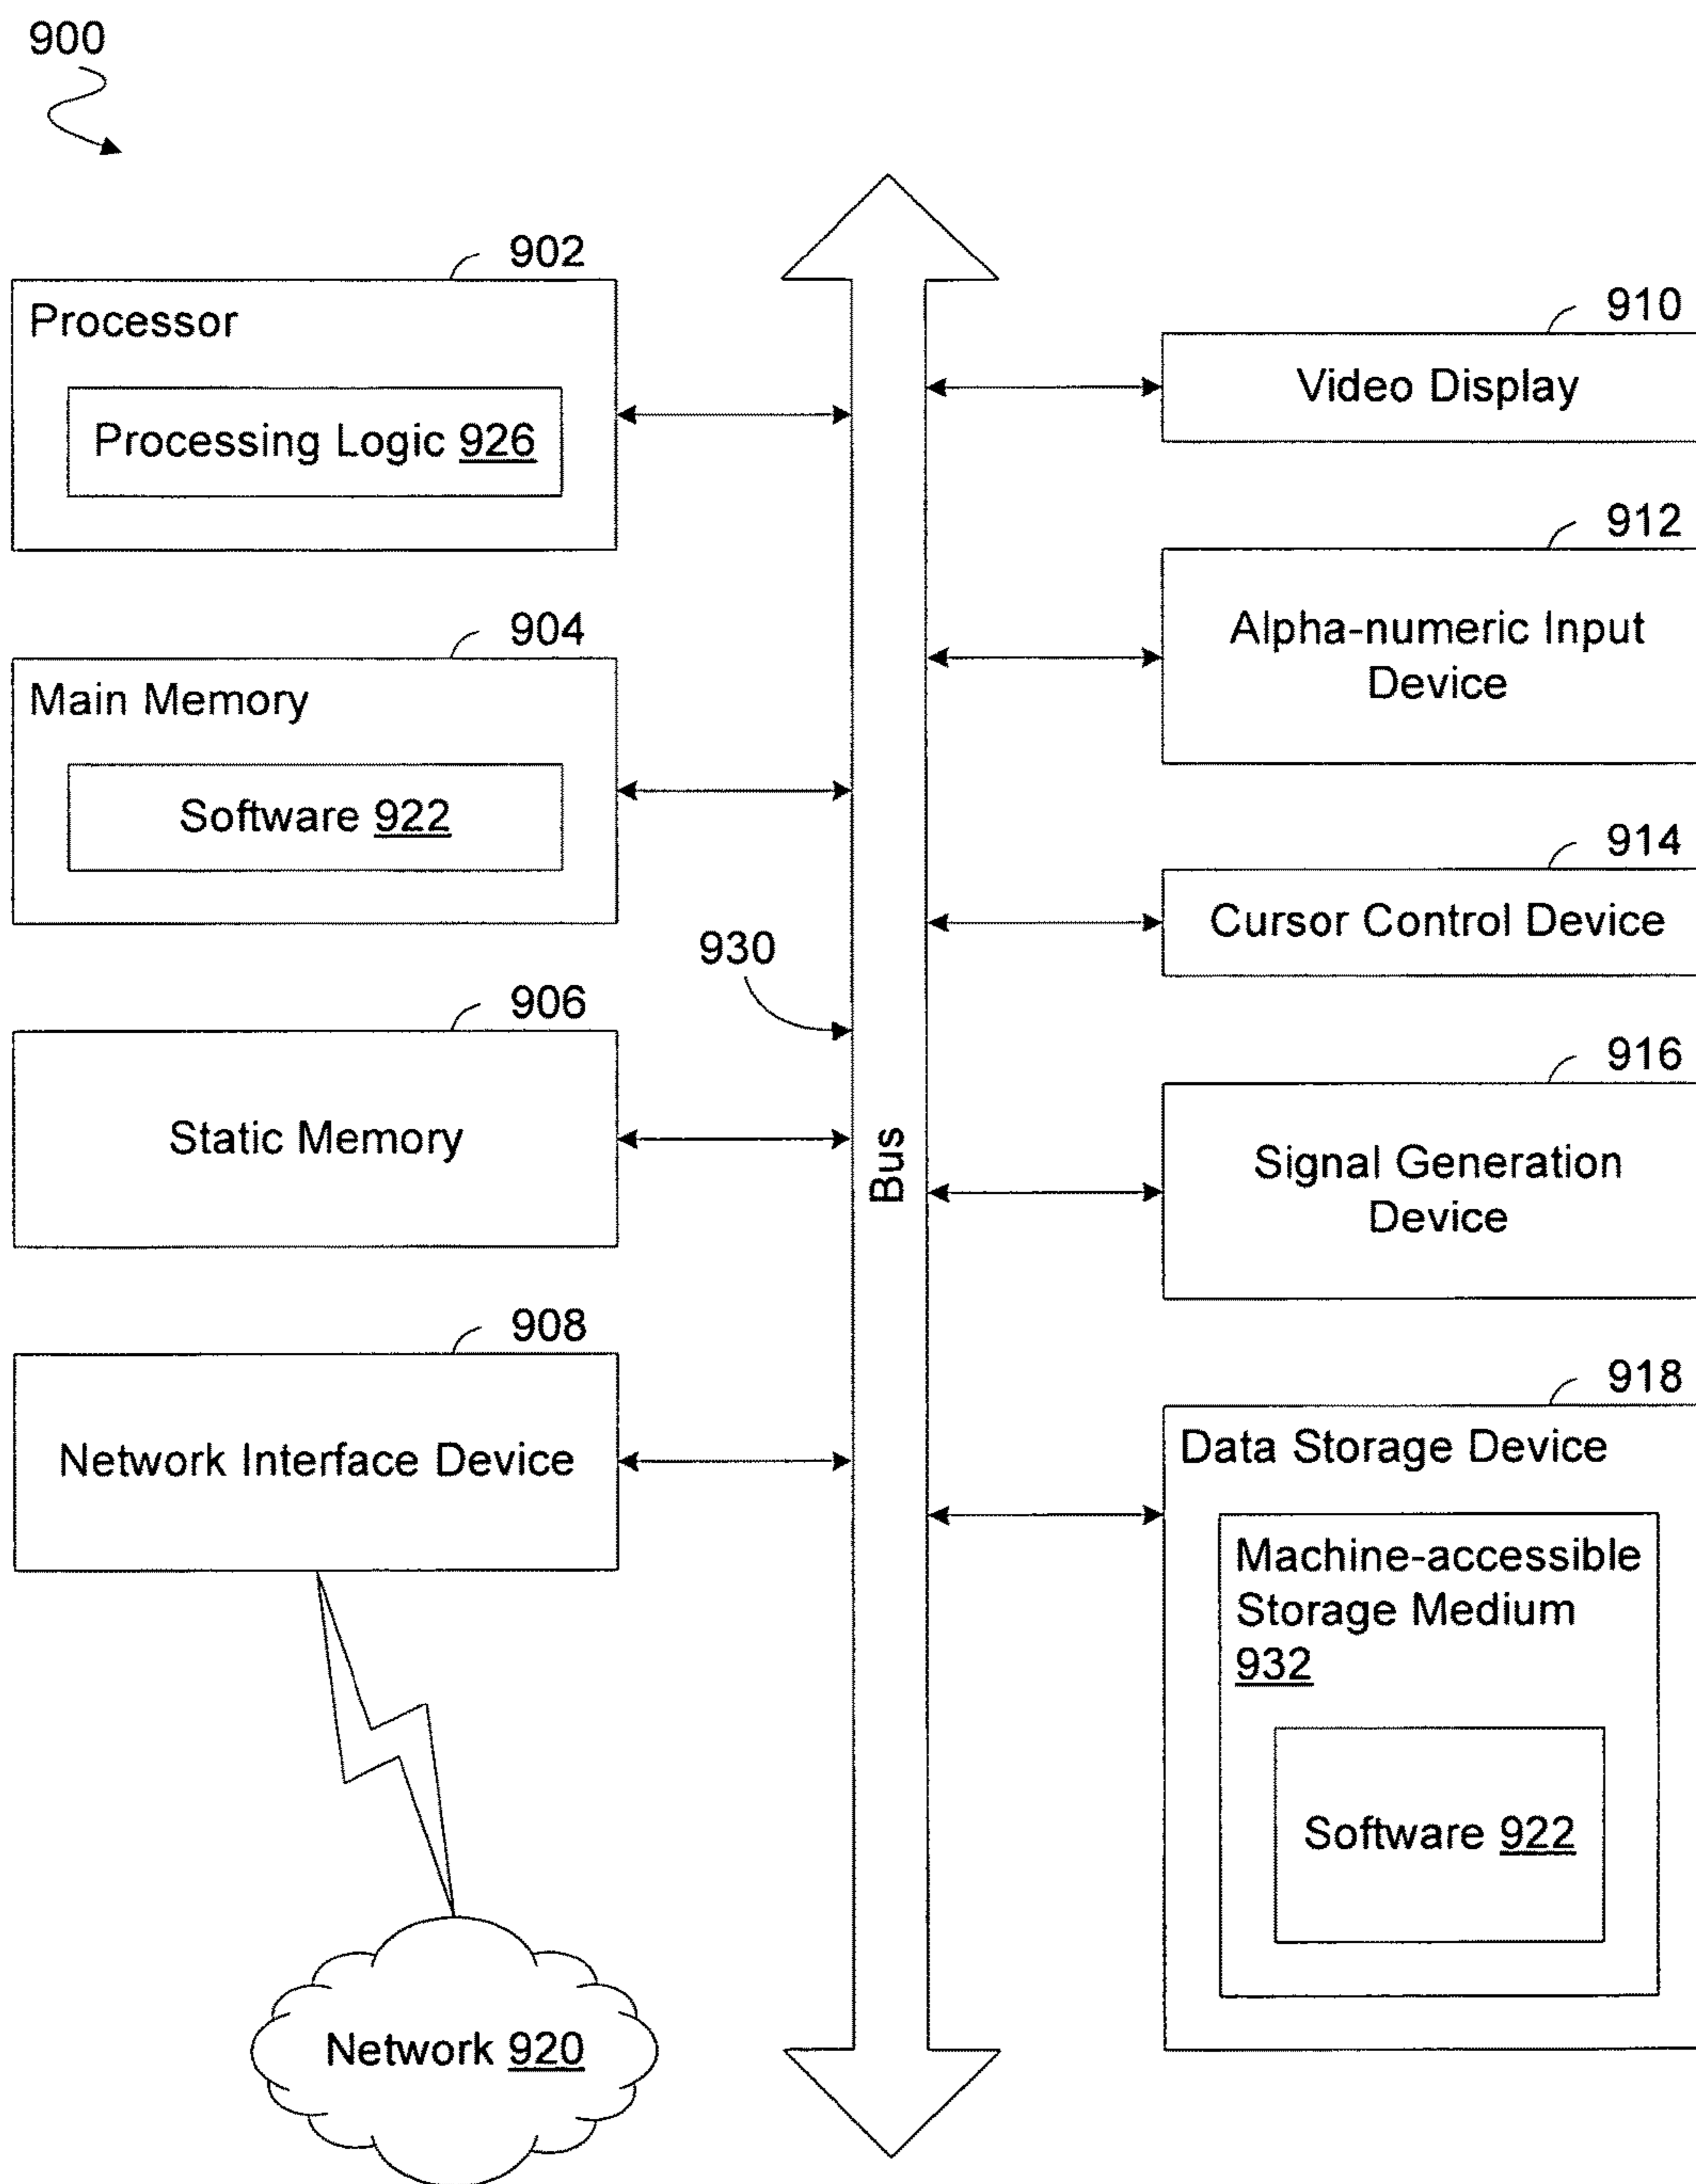 900
902
Processor
Processing Logic 926
904
Main Memory
Software 922
930
906
Static Memory
908
Network Interface Device
Network 920
Bus
910
Video Display
912
Alpha-numeric Input
Device
914
Cursor Control Device
916
Signal Generation
Device
918
Data Storage Device
Machine-accessible
Storage Medium
932
Software 922